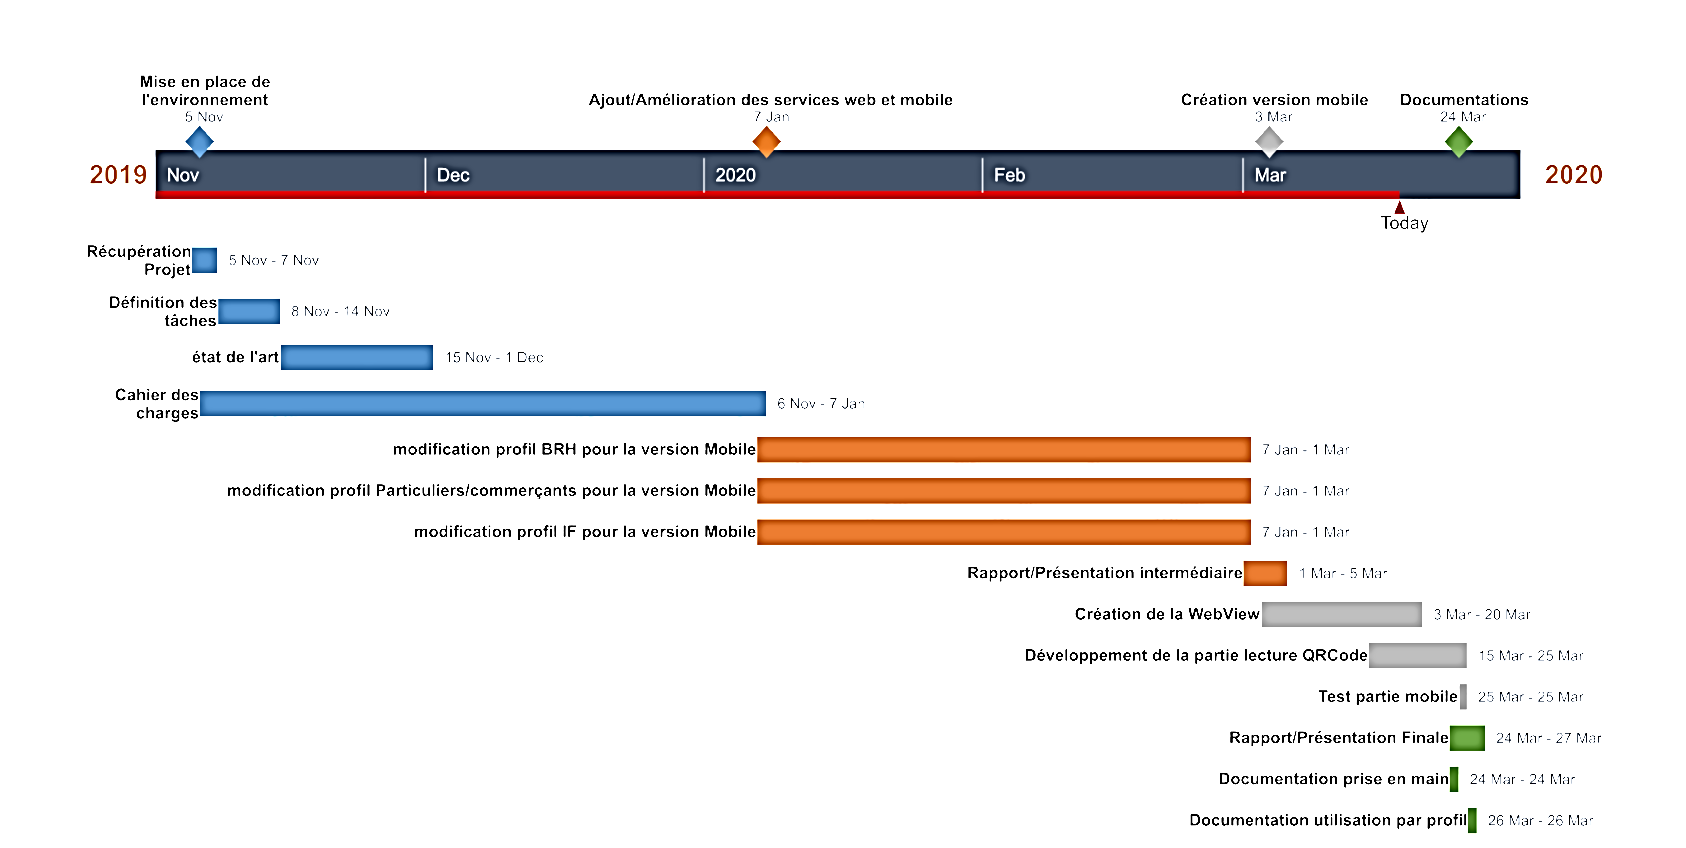 Mise en place de
l'environnement
5 Nov
Ajout/Amélioration des services web et mobile
7 Jan
Création version mobile
3 Mar
Documentations
24 Mar
2019 Nov Dec 2020 Feb Mar 2020
Today
Récupération
Projet
5 Nov - 7 Nov
Définition des
tâches
8 Nov - 14 Nov
état de l'art 15 Nov - 1 Dec
Cahier des
charges
6 Nov - 7 Jan
modification profil BRH pour la version Mobile 7 Jan - 1 Mar
modification profil Particuliers/commerçants pour la version Mobile 7 Jan - 1 Mar
modification profil IF pour la version Mobile 7 Jan - 1 Mar
Rapport/Présentation intermédiaire 1 Mar - 5 Mar
Création de la WebView 3 Mar - 20 Mar
Développement de la partie lecture QRCode 15 Mar - 25 Mar
Test partie mobile 25 Mar - 25 Mar
Rapport/Présentation Finale 24 Mar - 27 Mar
Documentation prise en main 24 Mar - 24 Mar
Documentation utilisation par profil 26 Mar - 26 Mar